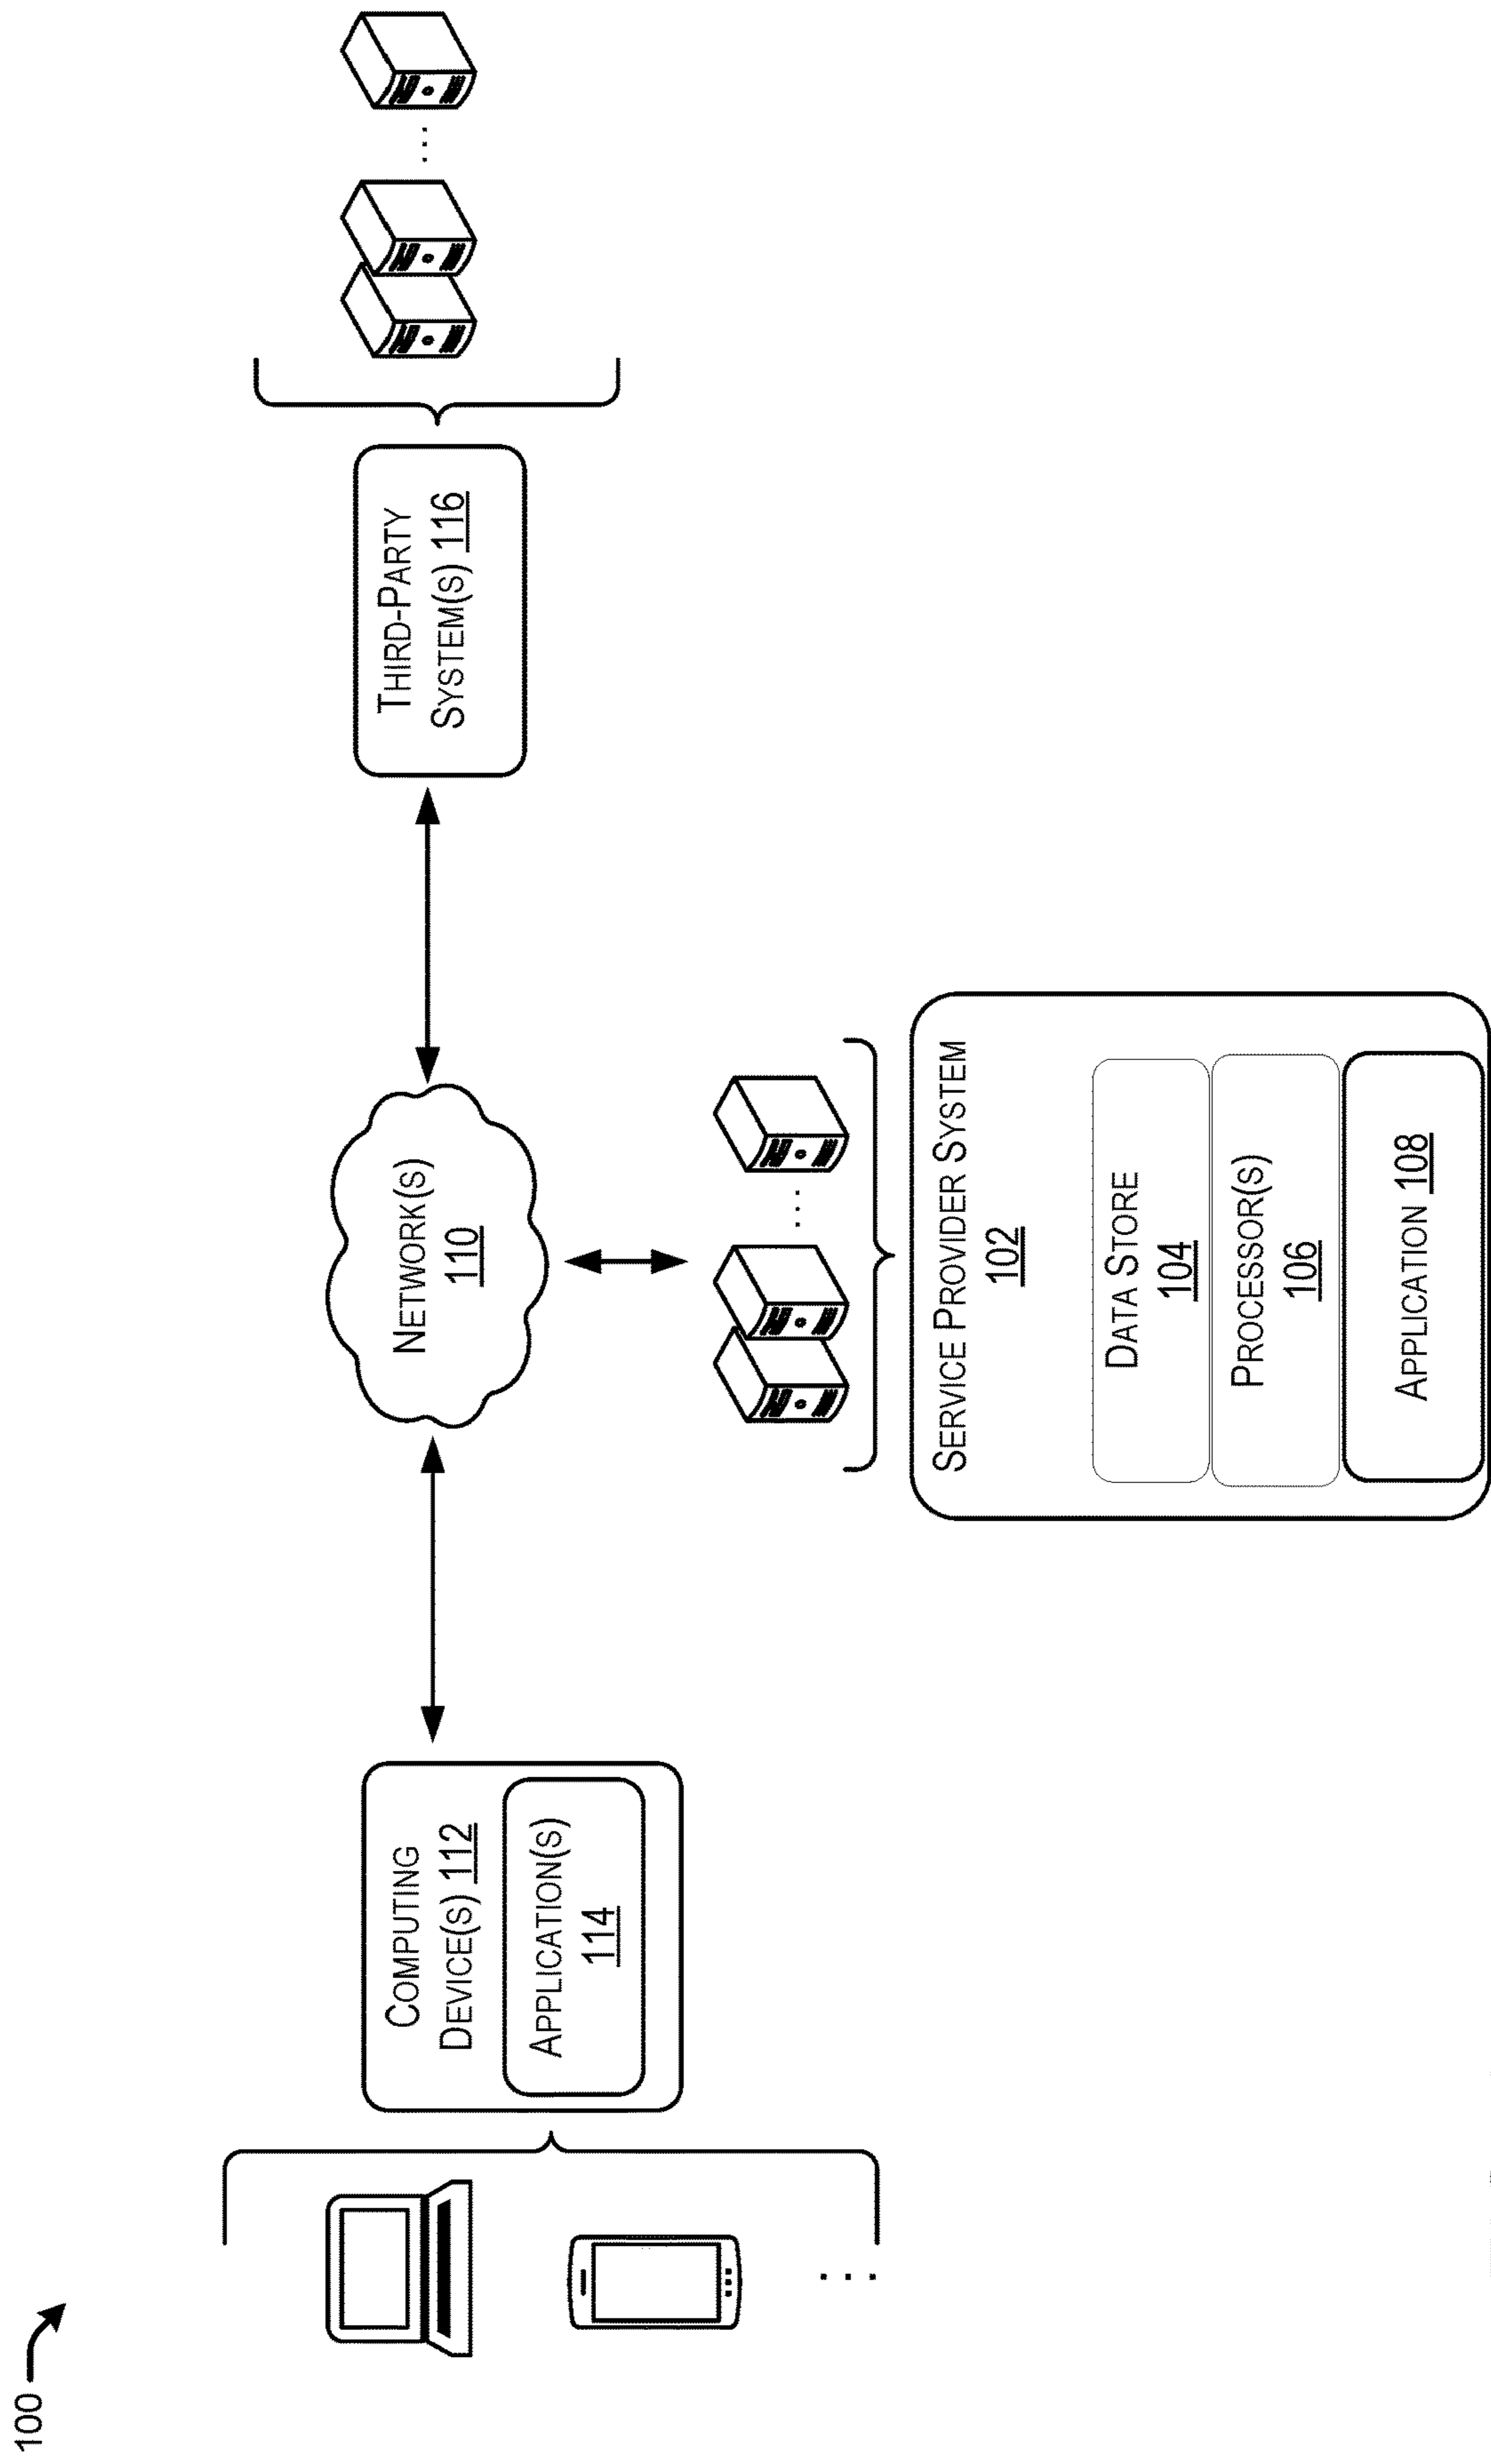 100
COMPUTING
DEVICE(S) 112
APPLICATION(S)
114
NETWORK(S)
110
THIRD-PARTY
SYSTEM(S) 116
SERVICE PROVIDER SYSTEM
102
DATA STORE
104
PROCESSOR(S)
106
APPLICATION 108